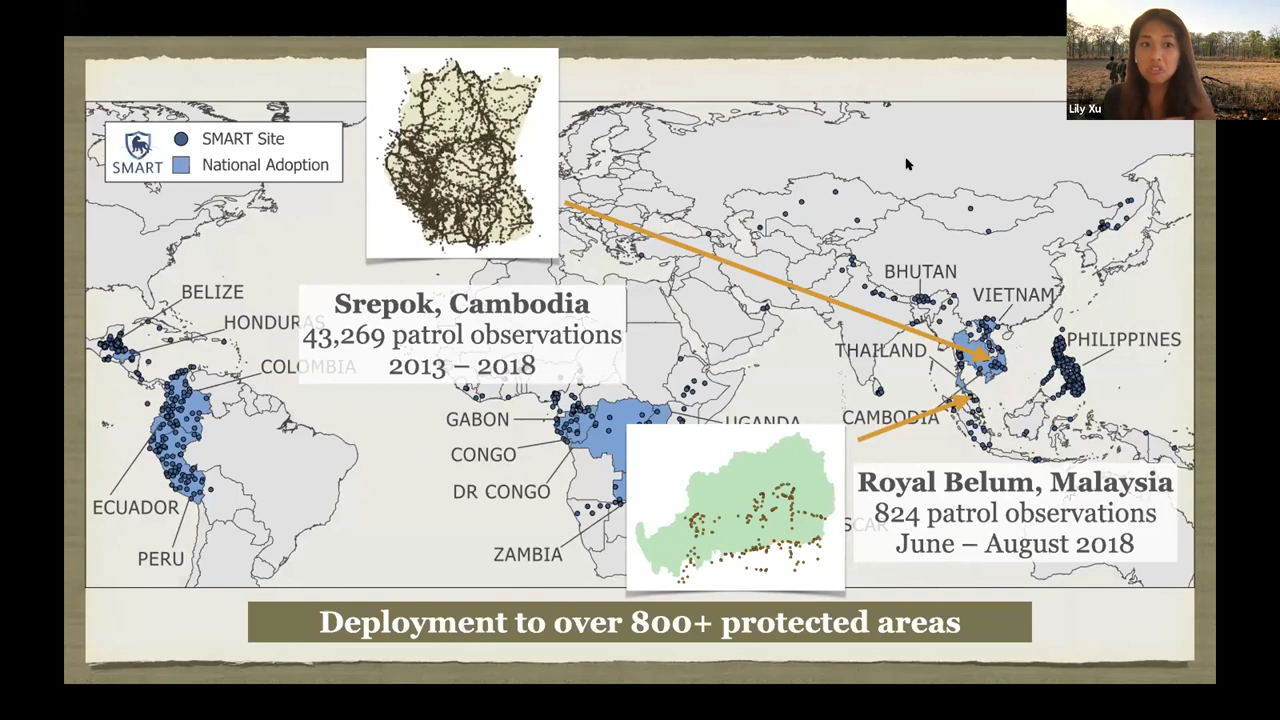 Lily Xu
SMART
SMART Site
National Adoption
BELIZE
HONDURAS
COLOMBIA
ECUADOR
PERU
Srepok, Cambodia
43,269 patrol observations
2013 – 2018
GABON
CONGO
DR CONGO
ZAMBIA
UGANDA
BHUTAN
VIETNAM
THAILAND
PHILIPPINES
CAMBODIA
SCAR
Royal Belum, Malaysia
824 patrol observations
June – August 2018
Deployment to over 800+ protected areas